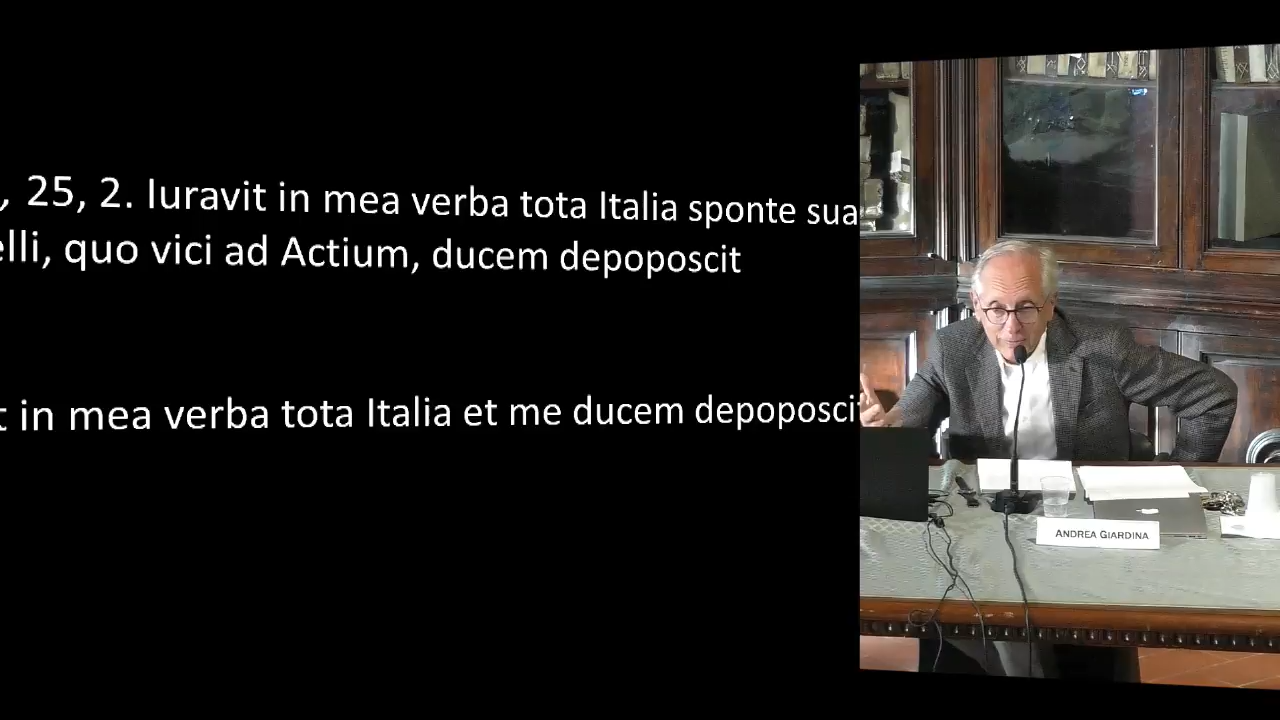 , 25, 2. Iuravit in mea verba tota Italia sponte sua
elli, quo vici ad Actium, ducem depoposcit
t in mea verba tota Italia et me ducem depoposcit
ANDREA GIARDINA